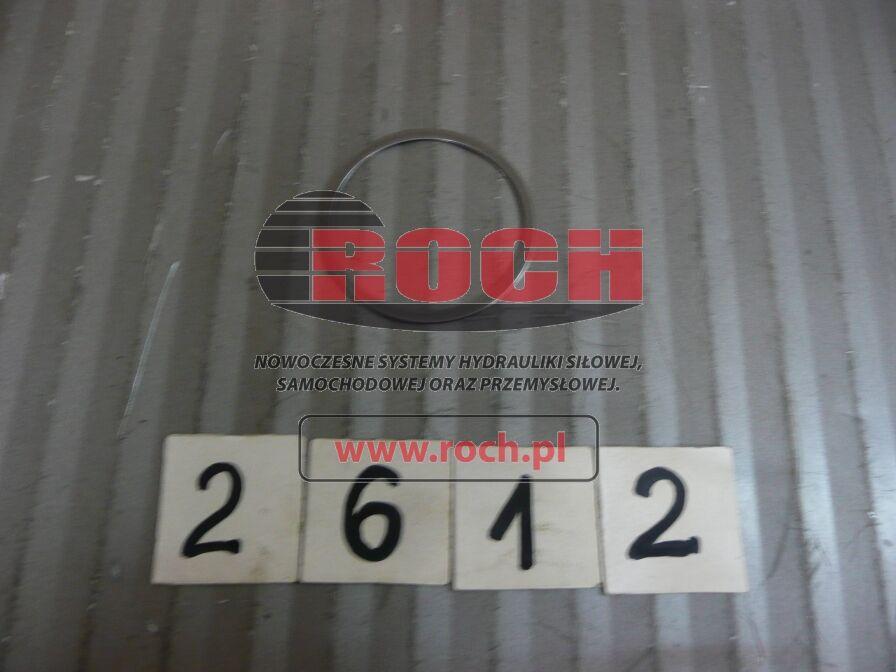 ROCH
NOWOCZESNE SYSTEMY HYDRAULIKI SIŁOWEJ,
SAMOCHODOWEJ ORAZ PRZEMYSŁOWEJ.
www.roch.pl
2 6 1 2